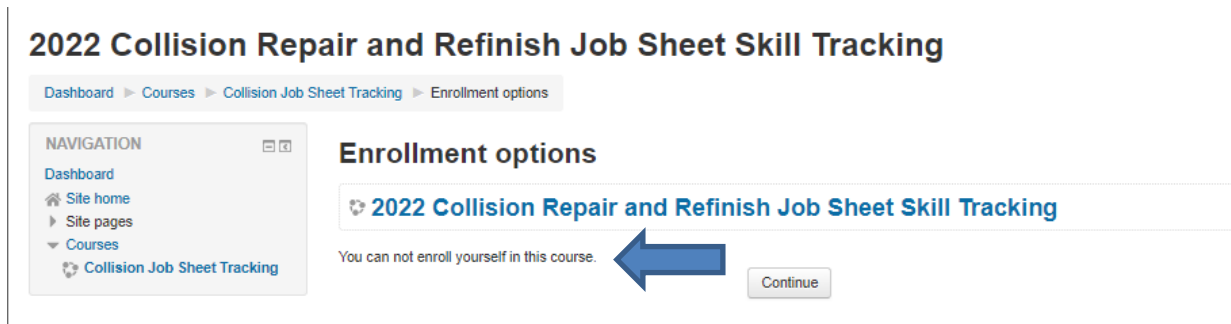 2022 Collision Repair and Refinish Job Sheet Skill Tracking
Dashboard Courses Collision Job Sheet Tracking Enrollment options
NAVIGATION
Dashboard
Site home
Site pages
Courses
Collision Job Sheet Tracking
Enrollment options
2022 Collision Repair and Refinish Job Sheet Skill Tracking
You can not enroll yourself in this course.
Continue